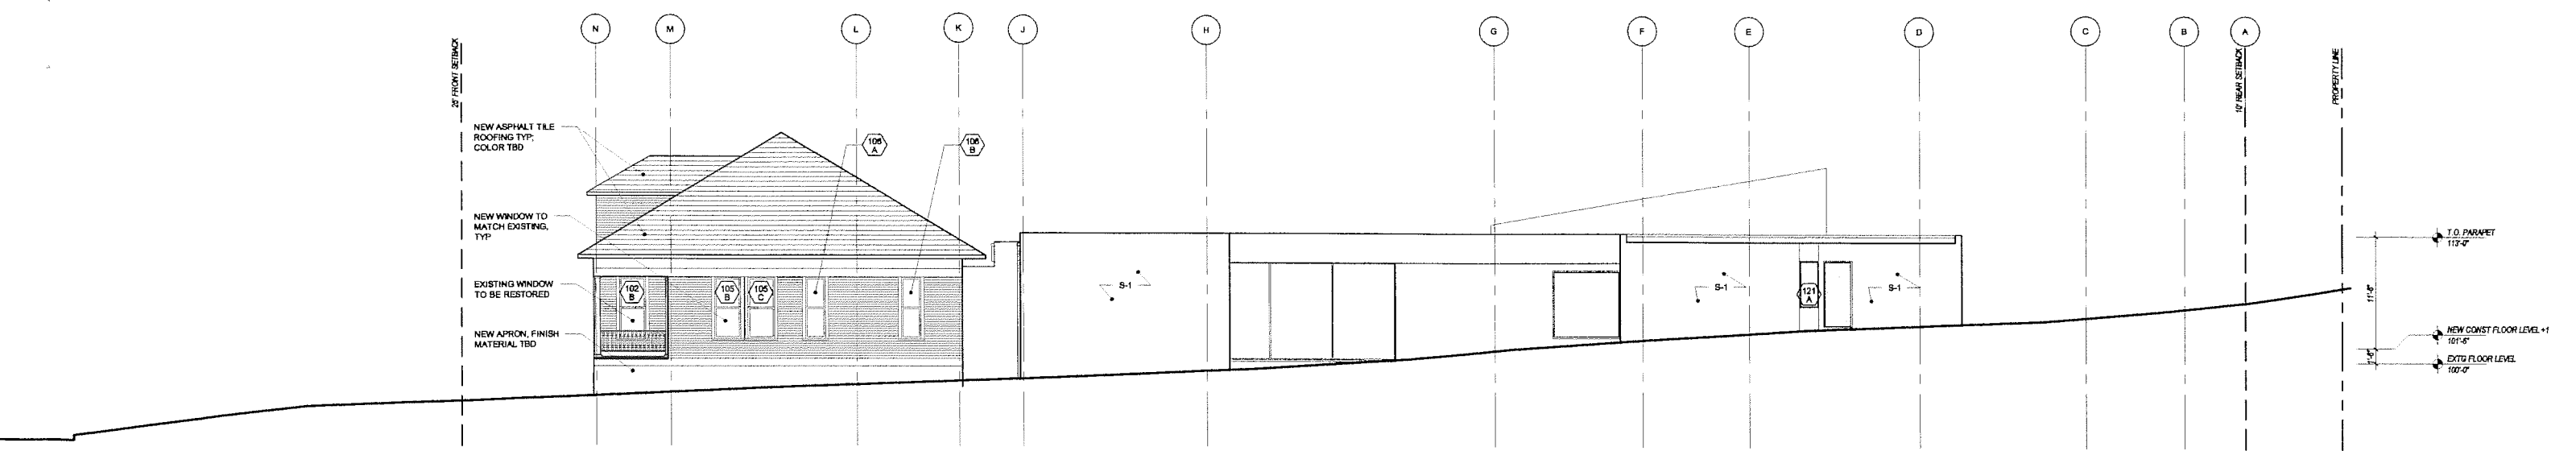 N
M
L
K
J
H
G
F
E
D
C
B
A
25' FRONT SETBACK
10' REAR SETBACK
PROPERTY LINE
NEW ASPHALT TILE
ROOFING TYP;
COLOR TBD
106
A
106
B
NEW WINDOW TO
MATCH EXISTING,
TYP
EXISTING WINDOW
TO BE RESTORED
102
B
105
B
105
C
S-1
S-1
121
A
S-1
NEW APRON, FINISH
MATERIAL TBD
T.O. PARAPET
113'-0"
11'-6"
NEW CONST FLOOR LEVEL +1
101'-6"
1'-6"
EXTG FLOOR LEVEL
100'-0"